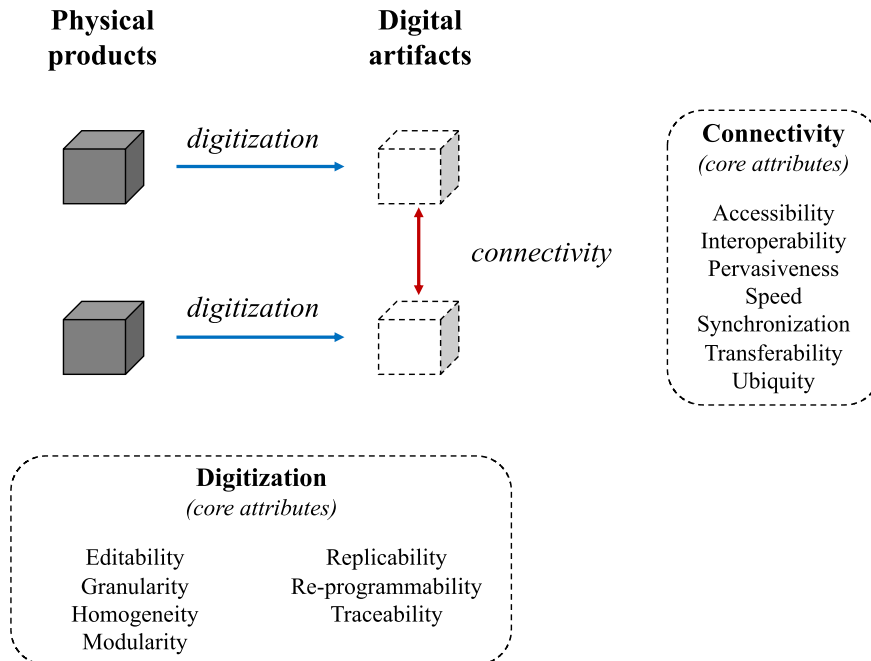 Physical
products
Digital
artifacts
digitization
connectivity
digitization
Connectivity
(core attributes)
Accessibility
Interoperability
Pervasiveness
Speed
Synchronization
Transferability
Ubiquity
Digitization
(core attributes)
Editability
Granularity
Homogeneity
Modularity
Replicability
Re-programmability
Traceability